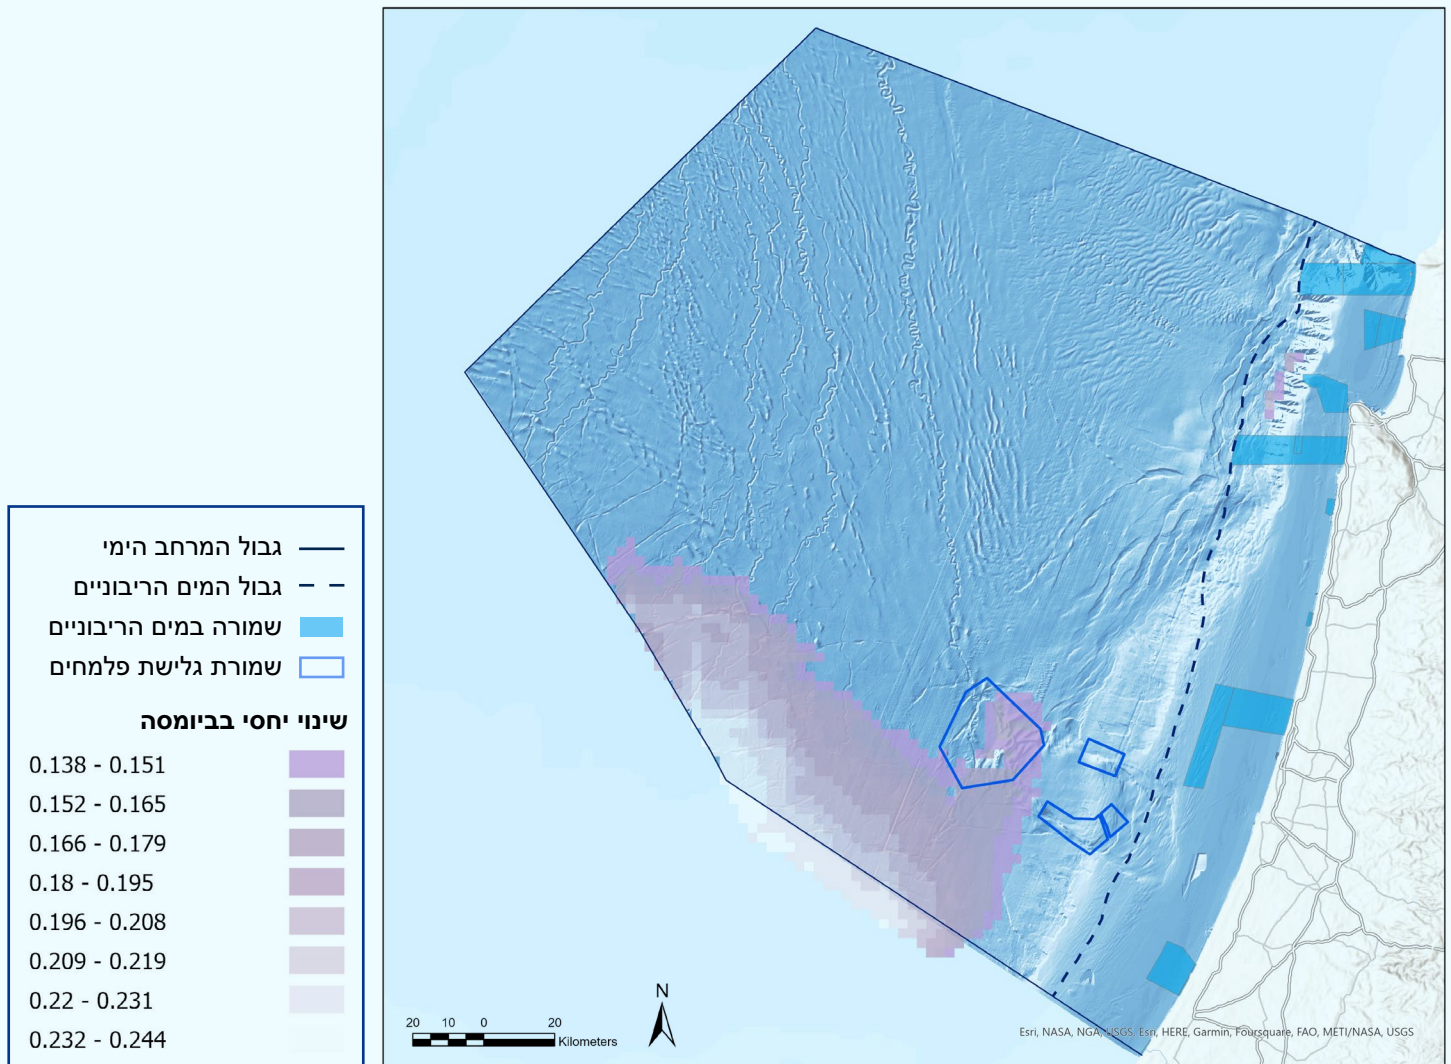 גבול המרחב הימי
גבול המים הריבוניים
שמורה במים הריבוניים
שמורת גלישת פלמחים
שינוי יחסי בביומסה
0.138 - 0.151
0.152 - 0.165
0.166 - 0.179
0.18 - 0.195
0.196 - 0.208
0.209 - 0.219
0.22 - 0.231
0.232 - 0.244
N
20 10 0 20
Kilometers
Esri, NASA, NGA, USGS, Esri, HERE, Garmin, Foursquare, FAO, METI/NASA, USGS